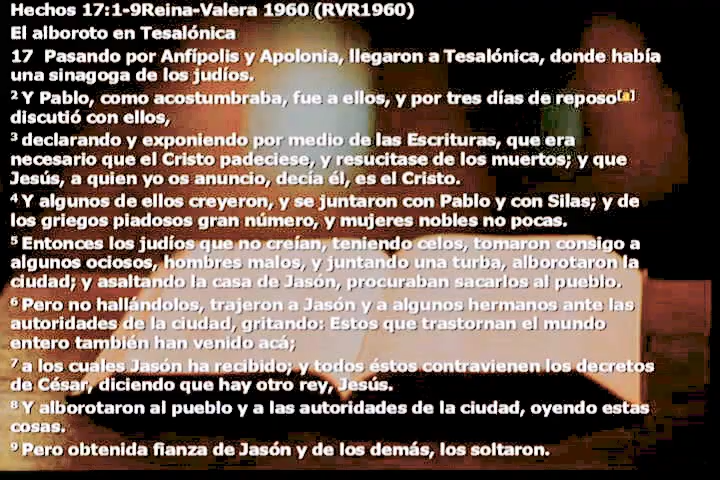 Hechos 17:1-9Reina-Valera 1960 (RVR1960)
El alboroto en Tesalónica
17 Pasando por Anfípolis y Apolonia, llegaron a Tesalónica, donde había
una sinagoga de los judíos.
2 Y Pablo, como acostumbraba, fue a ellos, y por tres días de reposo[a]
discutió con ellos,
3 declarando y exponiendo por medio de las Escrituras, que era
necesario que el Cristo padeciese, y resucitase de los muertos; y que
Jesús, a quien yo os anuncio, decía él, es el Cristo.
4 Y algunos de ellos creyeron, y se juntaron con Pablo y con Silas; y de
los griegos piadosos gran número, y mujeres nobles no pocas.
5 Entonces los judíos que no creían, teniendo celos, tomaron consigo a
algunos ociosos, hombres malos, y juntando una turba, alborotaron la
ciudad; y asaltando la casa de Jasón, procuraban sacarlos al pueblo.
6 Pero no hallándolos, trajeron a Jasón y a algunos hermanos ante las
autoridades de la ciudad, gritando: Estos que trastornan el mundo
entero también han venido acá;
7 a los cuales Jasón ha recibido; y todos éstos contravienen los decretos
de César, diciendo que hay otro rey, Jesús.
8 Y alborotaron al pueblo y a las autoridades de la ciudad, oyendo estas
cosas.
9 Pero obtenida fianza de Jasón y de los demás, los soltaron.